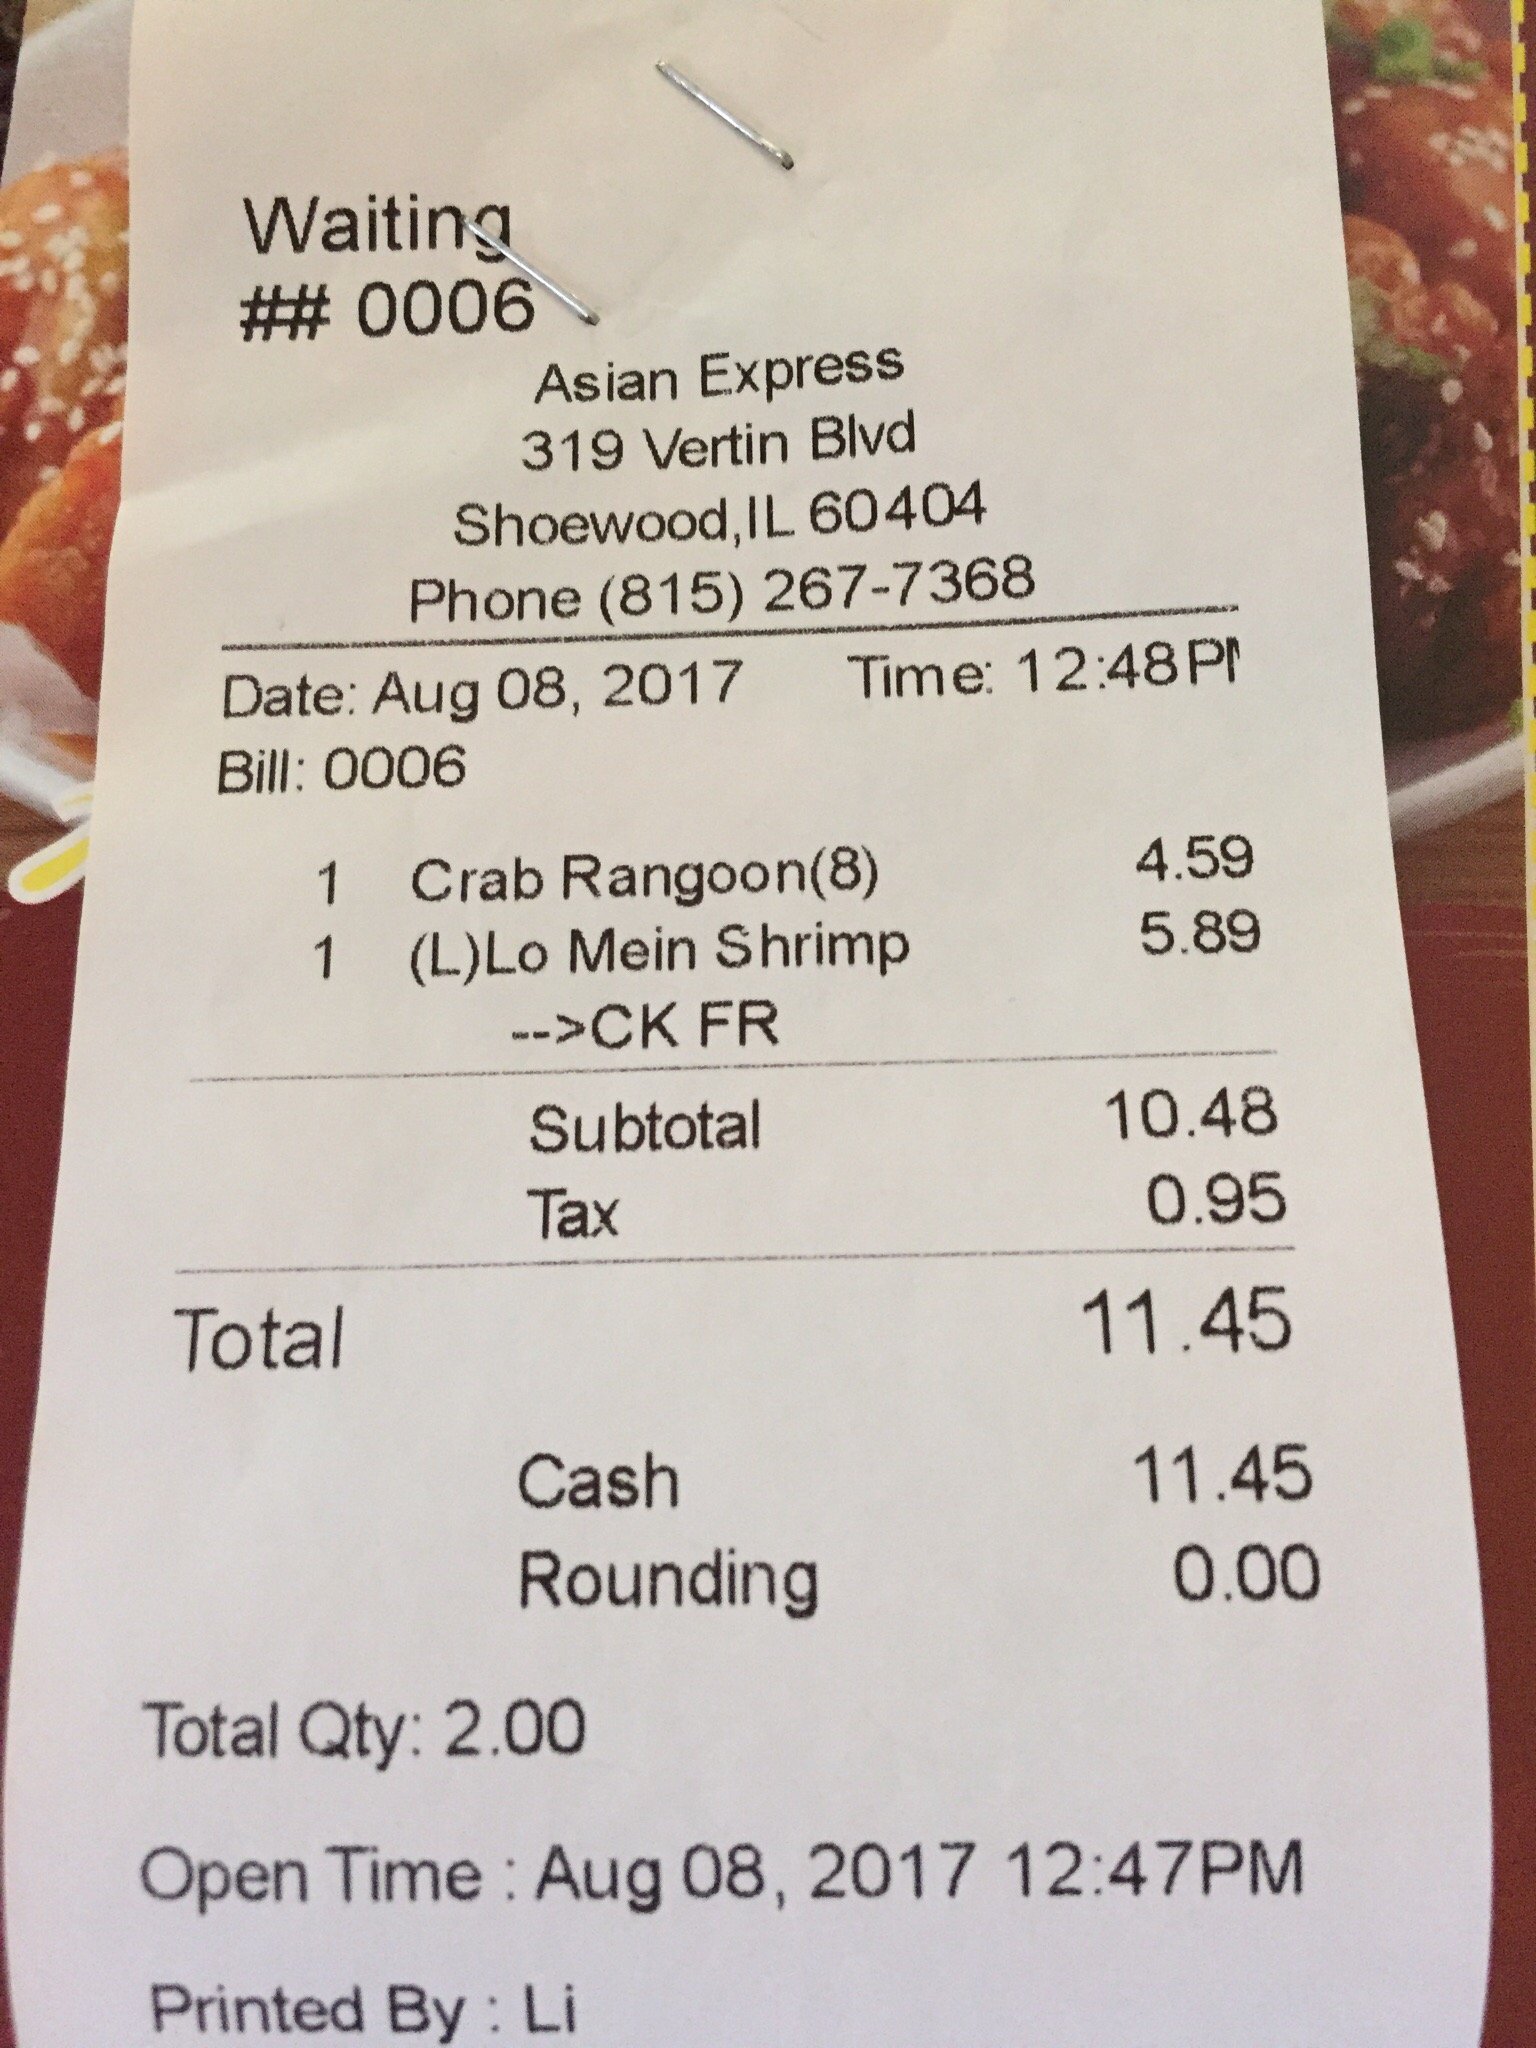 Waiting
## 0006
Asian Express
319 Vertin Blvd
Shoewood,IL 60404
Phone (815) 267-7368
Date: Aug 08, 2017 Time: 12:48PM
Bill: 0006
1 Crab Rangoon(8) 4.59
1 (L)Lo Mein Shrimp 5.89
-->CK FR
Subtotal 10.48
Tax 0.95
Total 11.45
Cash 11.45
Rounding 0.00
Total Qty: 2.00
Open Time : Aug 08, 2017 12:47PM
Printed By : Li